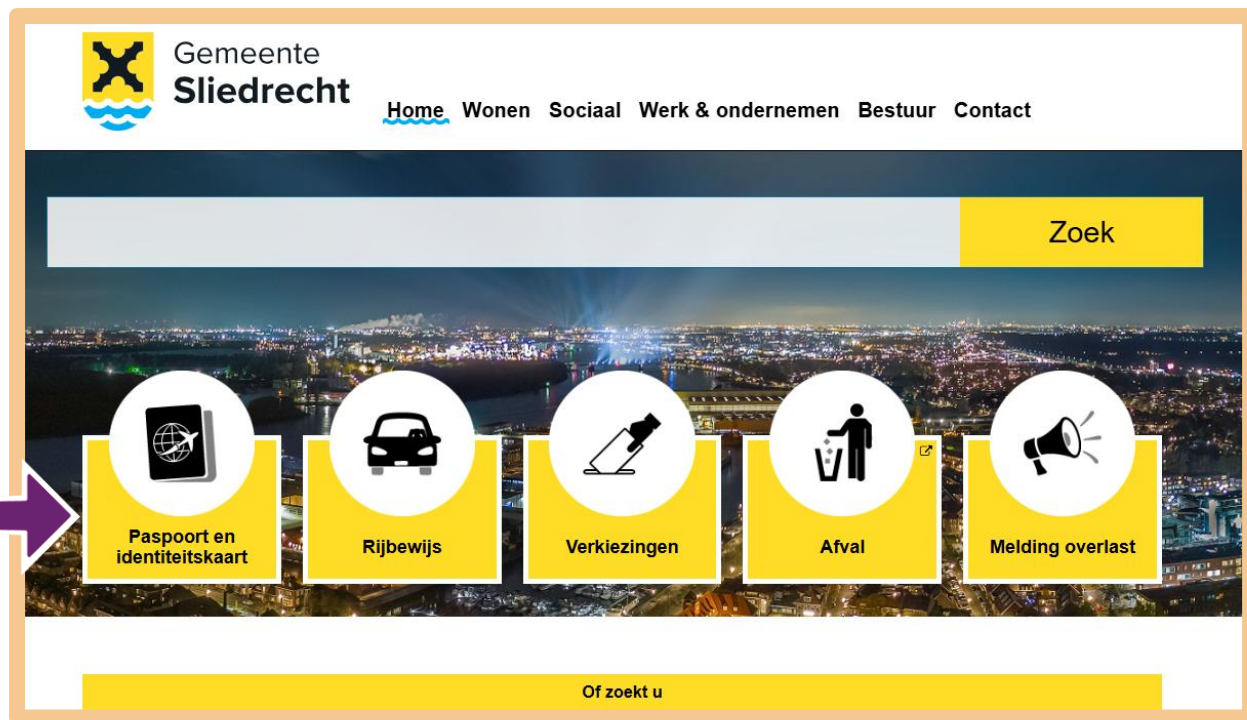 Gemeente
Sliedrecht
Home Wonen Sociaal Werk & ondernemen Bestuur Contact
Zoek
Paspoort en
identiteitskaart
Rijbewijs
Verkiezingen
Afval
Melding overlast
Of zoekt u